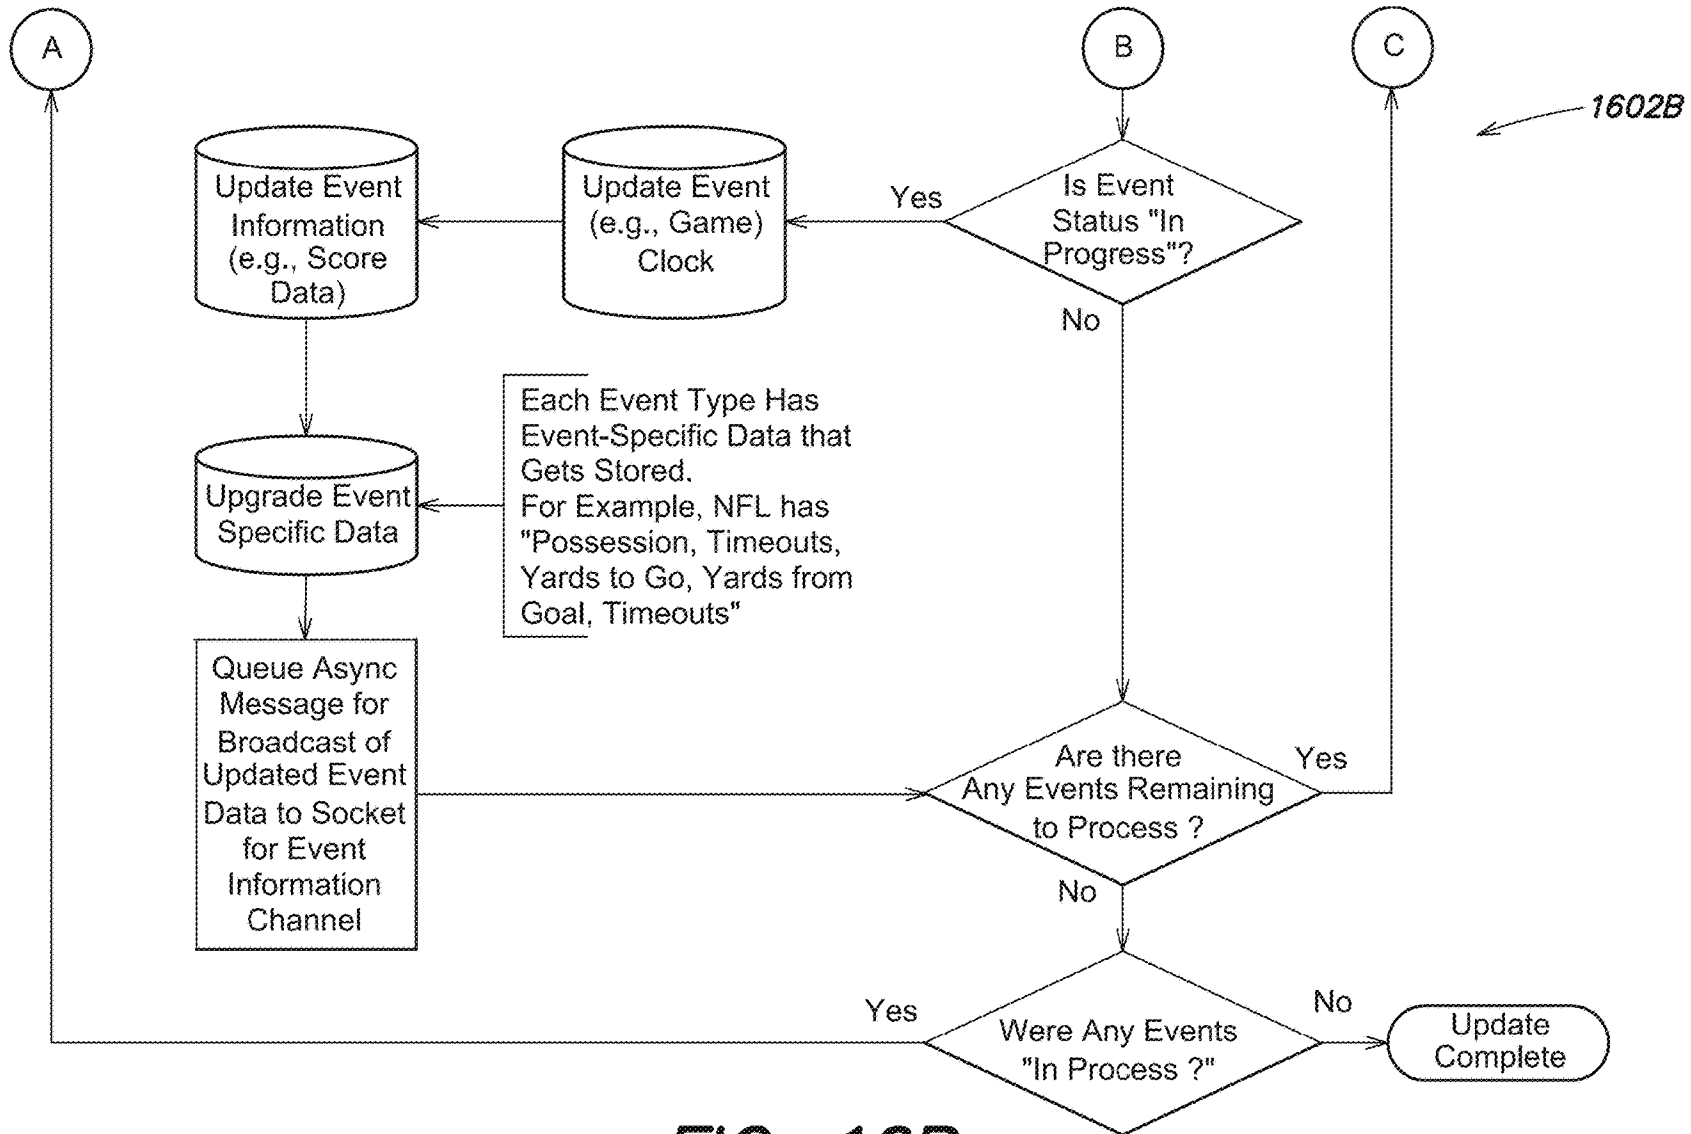 A
B
C
1602B
Is Event
Status "In
Progress"?
Yes
No
Update Event
(e.g., Game)
Clock
Update Event
Information
(e.g., Score
Data)
Each Event Type Has
Event-Specific Data that
Gets Stored.
For Example, NFL has
"Possession, Timeouts,
Yards to Go, Yards from
Goal, Timeouts"
Upgrade Event
Specific Data
Queue Async
Message for
Broadcast of
Updated Event
Data to Socket
for Event
Information
Channel
Are there
Any Events Remaining
to Process ?
Yes
No
Were Any Events
"In Process ?"
Yes
No
Update
Complete